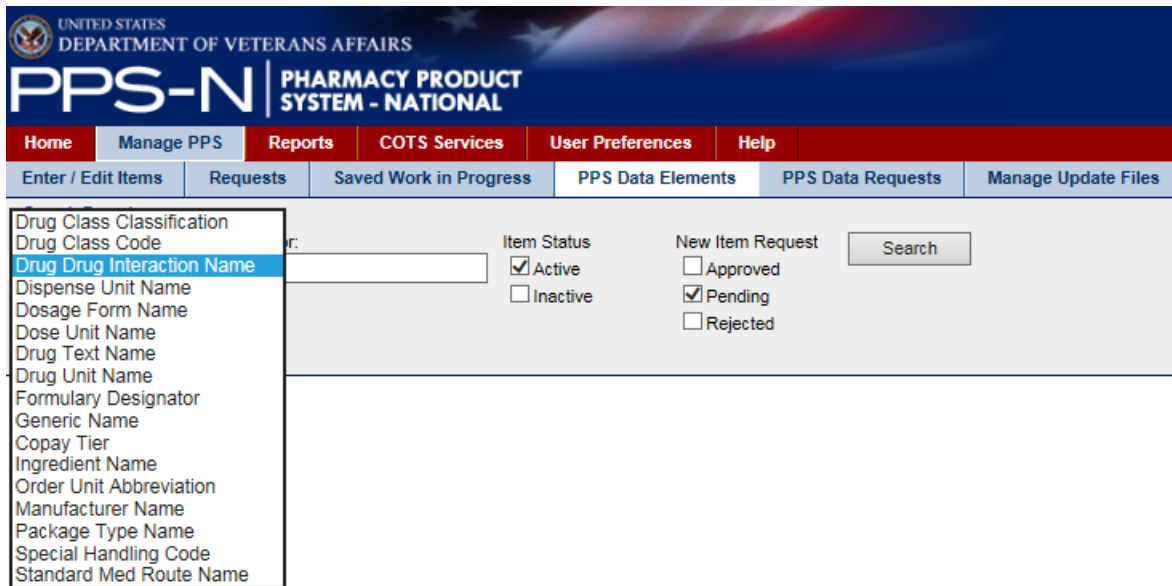 UNITED STATES
DEPARTMENT OF VETERANS AFFAIRS
PPS-N PHARMACY PRODUCT
SYSTEM - NATIONAL
Home Manage PPS Reports COTS Services User Preferences Help
Enter / Edit Items Requests Saved Work in Progress PPS Data Elements PPS Data Requests Manage Update Files
Drug Class Classification
Drug Class Code
Drug Drug Interaction Name
Dispense Unit Name
Dosage Form Name
Dose Unit Name
Drug Text Name
Drug Unit Name
Formulary Designator
Generic Name
Copay Tier
Ingredient Name
Order Unit Abbreviation
Manufacturer Name
Package Type Name
Special Handling Code
Standard Med Route Name
Item Status
Active
Inactive
New Item Request
Approved
Pending
Rejected
Search